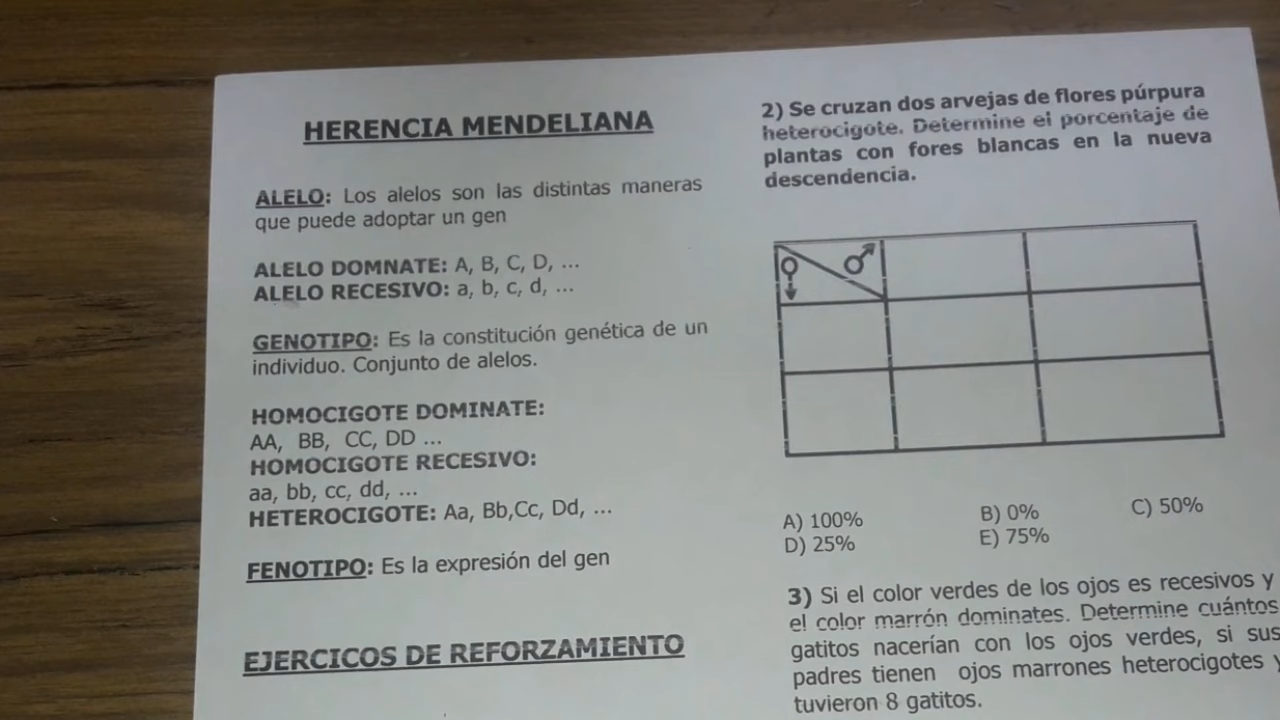 HERENCIA MENDELIANA
ALELO: Los alelos son las distintas maneras
que puede adoptar un gen
ALELO DOMNATE: A, B, C, D, ...
ALELO RECESIVO: a, b, c, d, ...
GENOTIPO: Es la constitución genética de un
individuo. Conjunto de alelos.
HOMOCIGOTE DOMINATE:
AA, BB, CC, DD ...
HOMOCIGOTE RECESIVO:
aa, bb, cc, dd, ...
HETEROCIGOTE: Aa, Bb,Cc, Dd, ...
FENOTIPO: Es la expresión del gen
EJERCICOS DE REFORZAMIENTO
2) Se cruzan dos arvejas de flores púrpura
heterocigote. Determine el porcentaje de
plantas con fores blancas en la nueva
descendencia.
A) 100% B) 0% C) 50%
D) 25% E) 75%
3) Si el color verdes de los ojos es recesivos y
el color marrón dominates. Determine cuántos
gatitos nacerían con los ojos verdes, si sus
padres tienen ojos marrones heterocigotes y
tuvieron 8 gatitos.